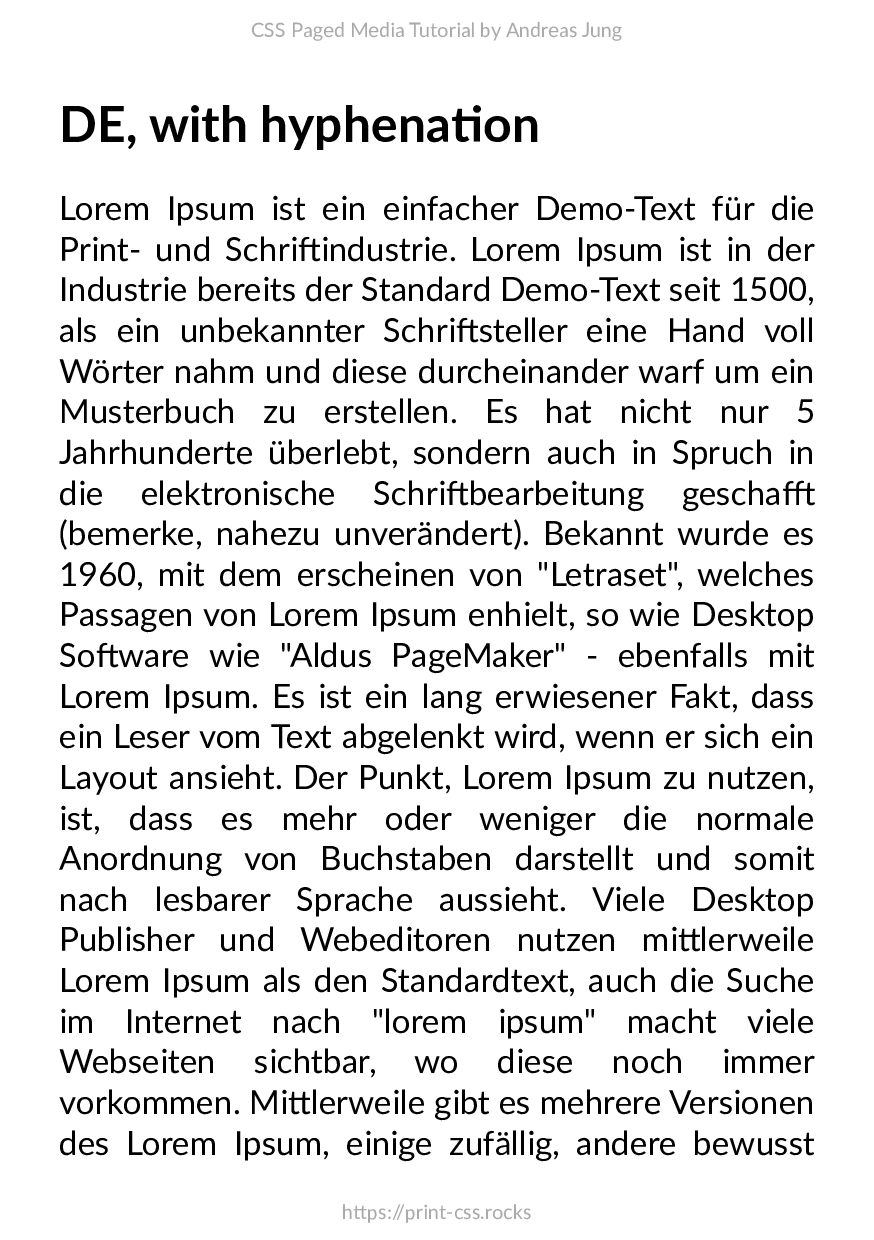 CSS Paged Media Tutorial by Andreas Jung
DE, with hyphenation
Lorem Ipsum ist ein einfacher Demo-Text für die
Print- und Schriftindustrie. Lorem Ipsum ist in der
Industrie bereits der Standard Demo-Text seit 1500,
als ein unbekannter Schriftsteller eine Hand voll
Wörter nahm und diese durcheinander warf um ein
Musterbuch zu erstellen. Es hat nicht nur 5
Jahrhunderte überlebt, sondern auch in Spruch in
die elektronische Schriftbearbeitung geschafft
(bemerke, nahezu unverändert). Bekannt wurde es
1960, mit dem erscheinen von "Letraset", welches
Passagen von Lorem Ipsum enhielt, so wie Desktop
Software wie "Aldus PageMaker" - ebenfalls mit
Lorem Ipsum. Es ist ein lang erwiesener Fakt, dass
ein Leser vom Text abgelenkt wird, wenn er sich ein
Layout ansieht. Der Punkt, Lorem Ipsum zu nutzen,
ist, dass es mehr oder weniger die normale
Anordnung von Buchstaben darstellt und somit
nach lesbarer Sprache aussieht. Viele Desktop
Publisher und Webeditoren nutzen mittlerweile
Lorem Ipsum als den Standardtext, auch die Suche
im Internet nach "lorem ipsum" macht viele
Webseiten sichtbar, wo diese noch immer
vorkommen. Mittlerweile gibt es mehrere Versionen
des Lorem Ipsum, einige zufällig, andere bewusst
https://print-css.rocks